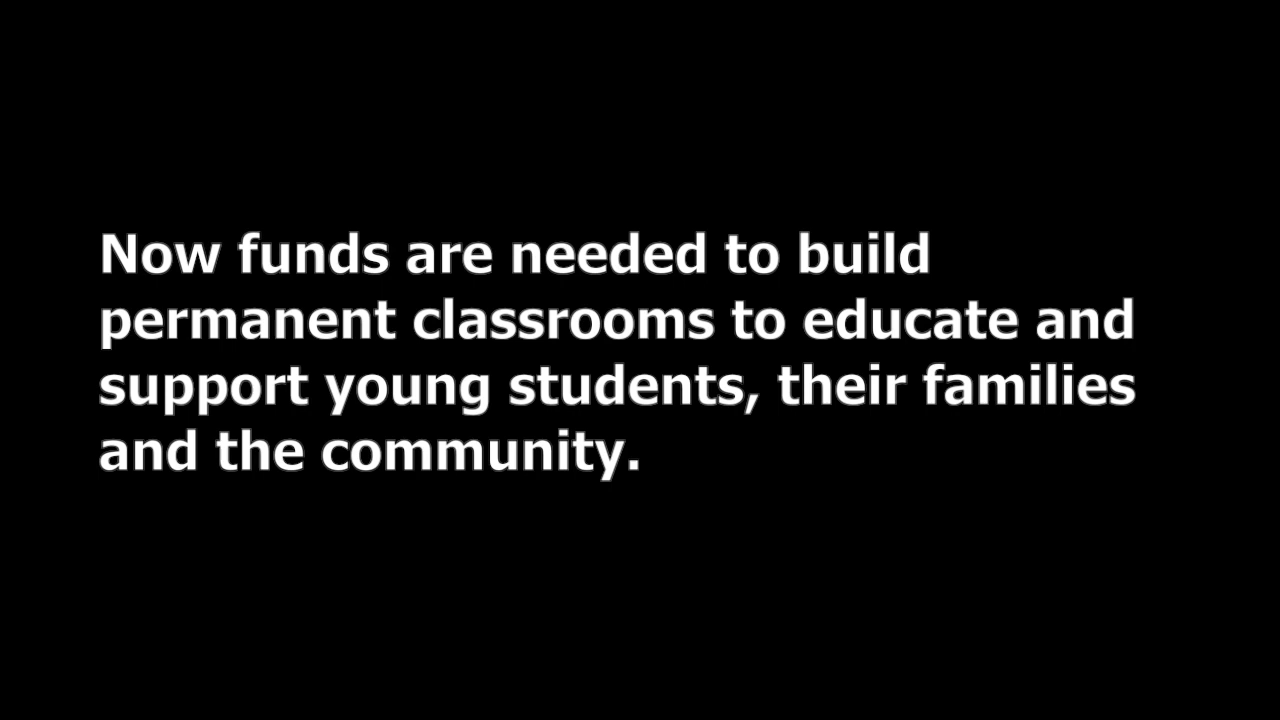 Now funds are needed to build
permanent classrooms to educate and
support young students, their families
and the community.